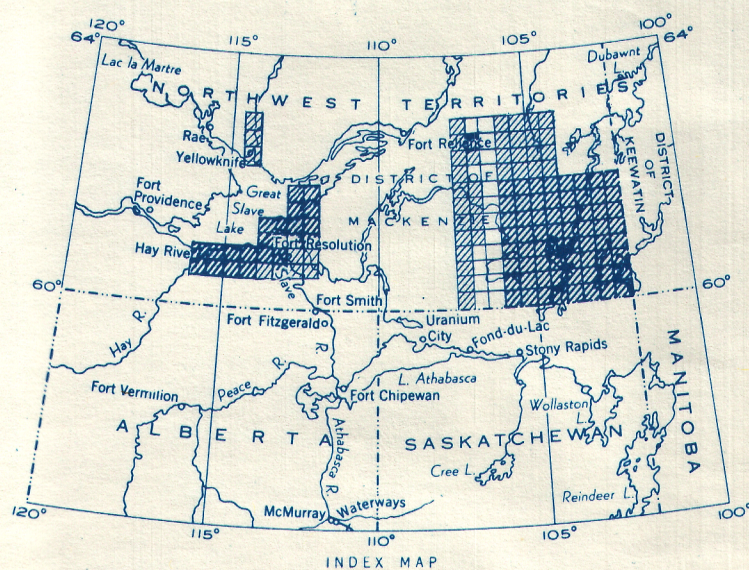 120°
115°
110°
105°
100°
64°
64°
Lac la Martre
Dubawnt
L.
NORTHWEST TERRITORIES
Rae
Yellowknife
Fort Reliance
DISTRICT OF
MACKENZIE
DISTRICT
OF
KEEWATIN
Fort
Providence
Great
Slave
Lake
Hay River
Fort Resolution
60°
60°
Slave
R.
Fort Smith
Fort Fitzgerald
Uranium
City
Fond-du-Lac
Stony Rapids
Hay
R.
Fort Vermilion
Peace
R.
L. Athabasca
Fort Chipewan
Wollaston
L.
MANITOBA
ALBERTA
Athabasca R.
SASKATCHEWAN
Cree L.
Reindeer L.
McMurray
Waterways
120°
115°
110°
105°
100°
INDEX MAP